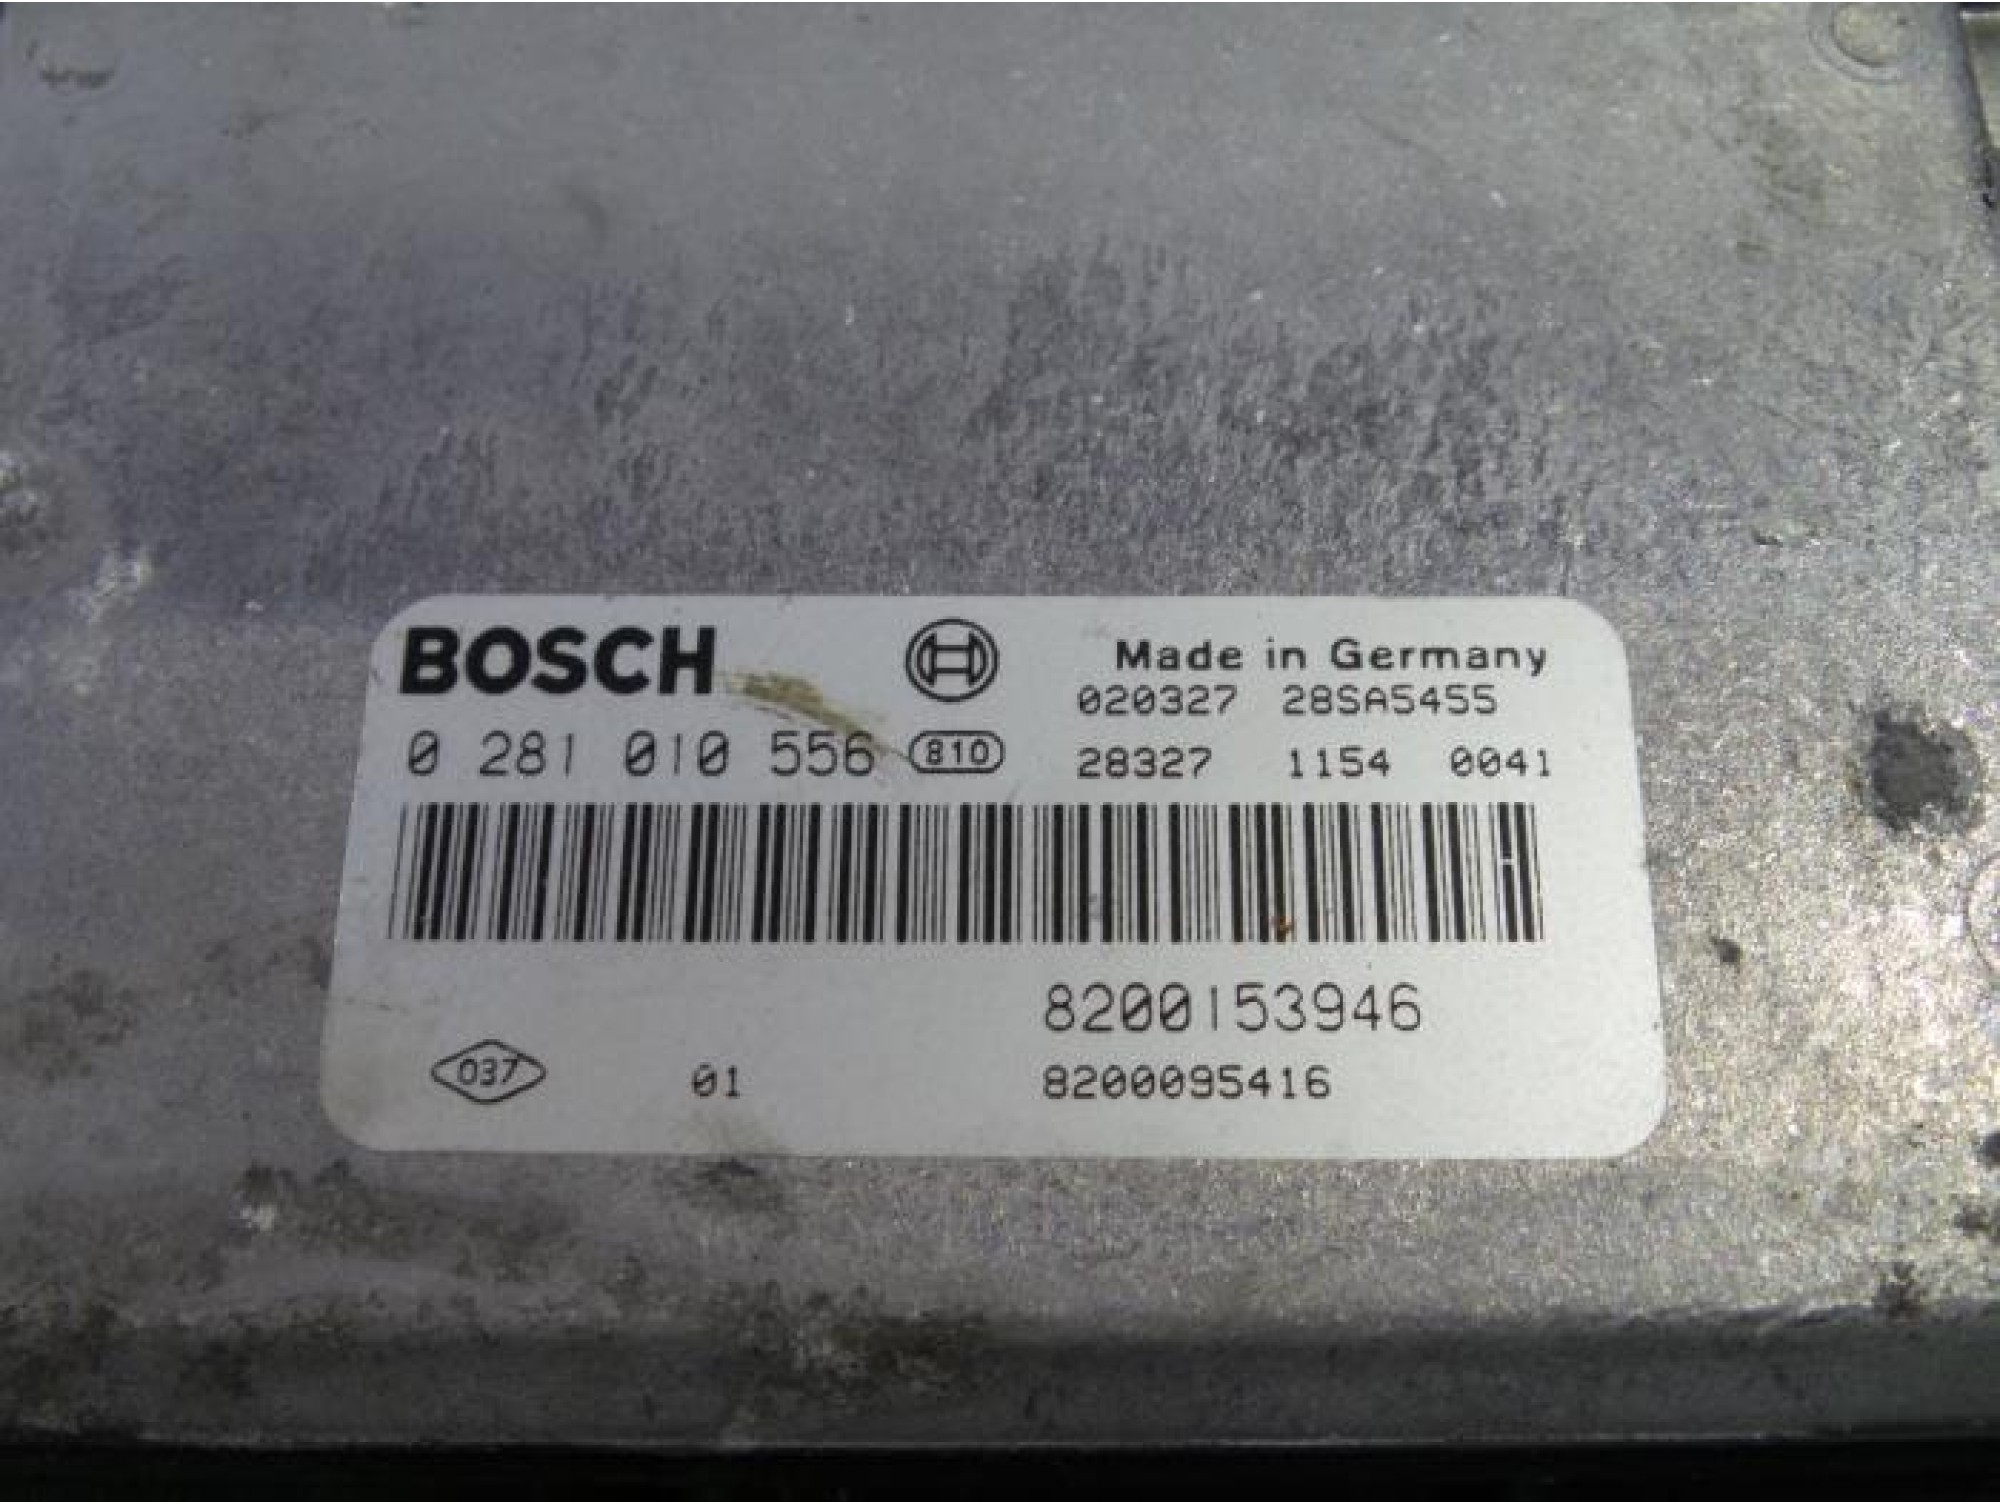 BOSCH
Made in Germany
020327 28SA5455
0 281 010 556 810
28327 1154 0041
8200153946
037 01 8200095416